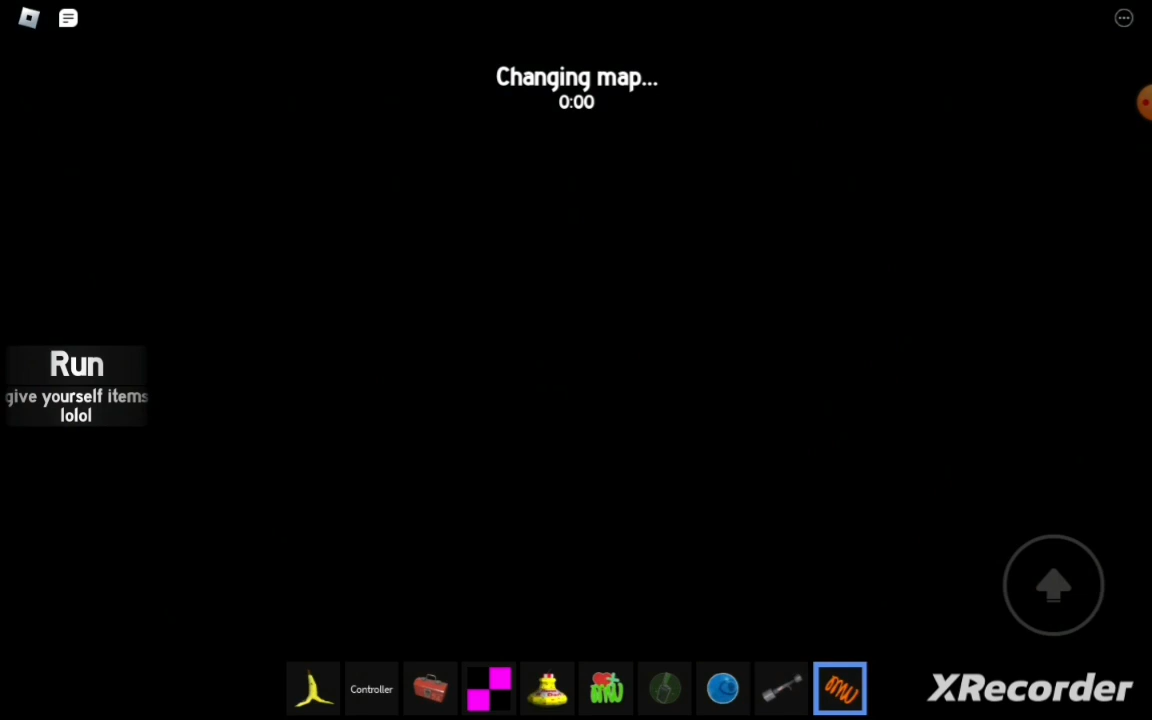 Changing map...
0:00
Run
give yourself items
lolol
Controller
XRecorder